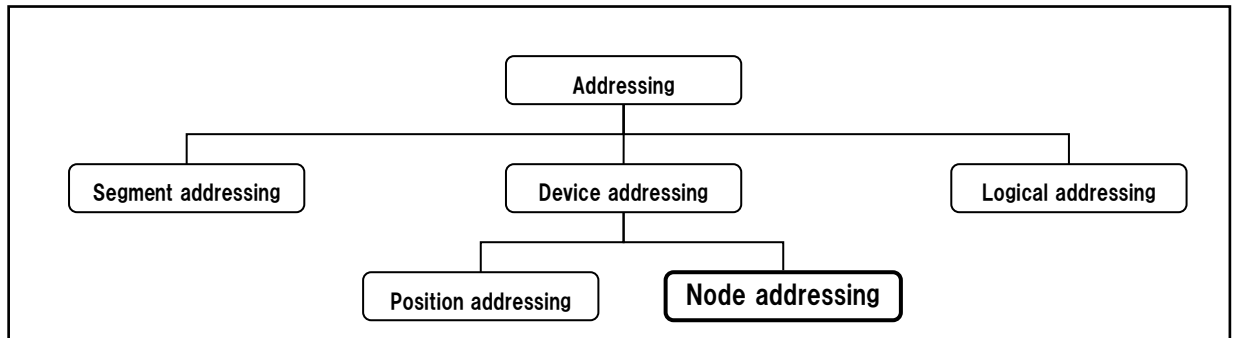 Addressing
Segment addressing
Device addressing
Logical addressing
Position addressing
Node addressing